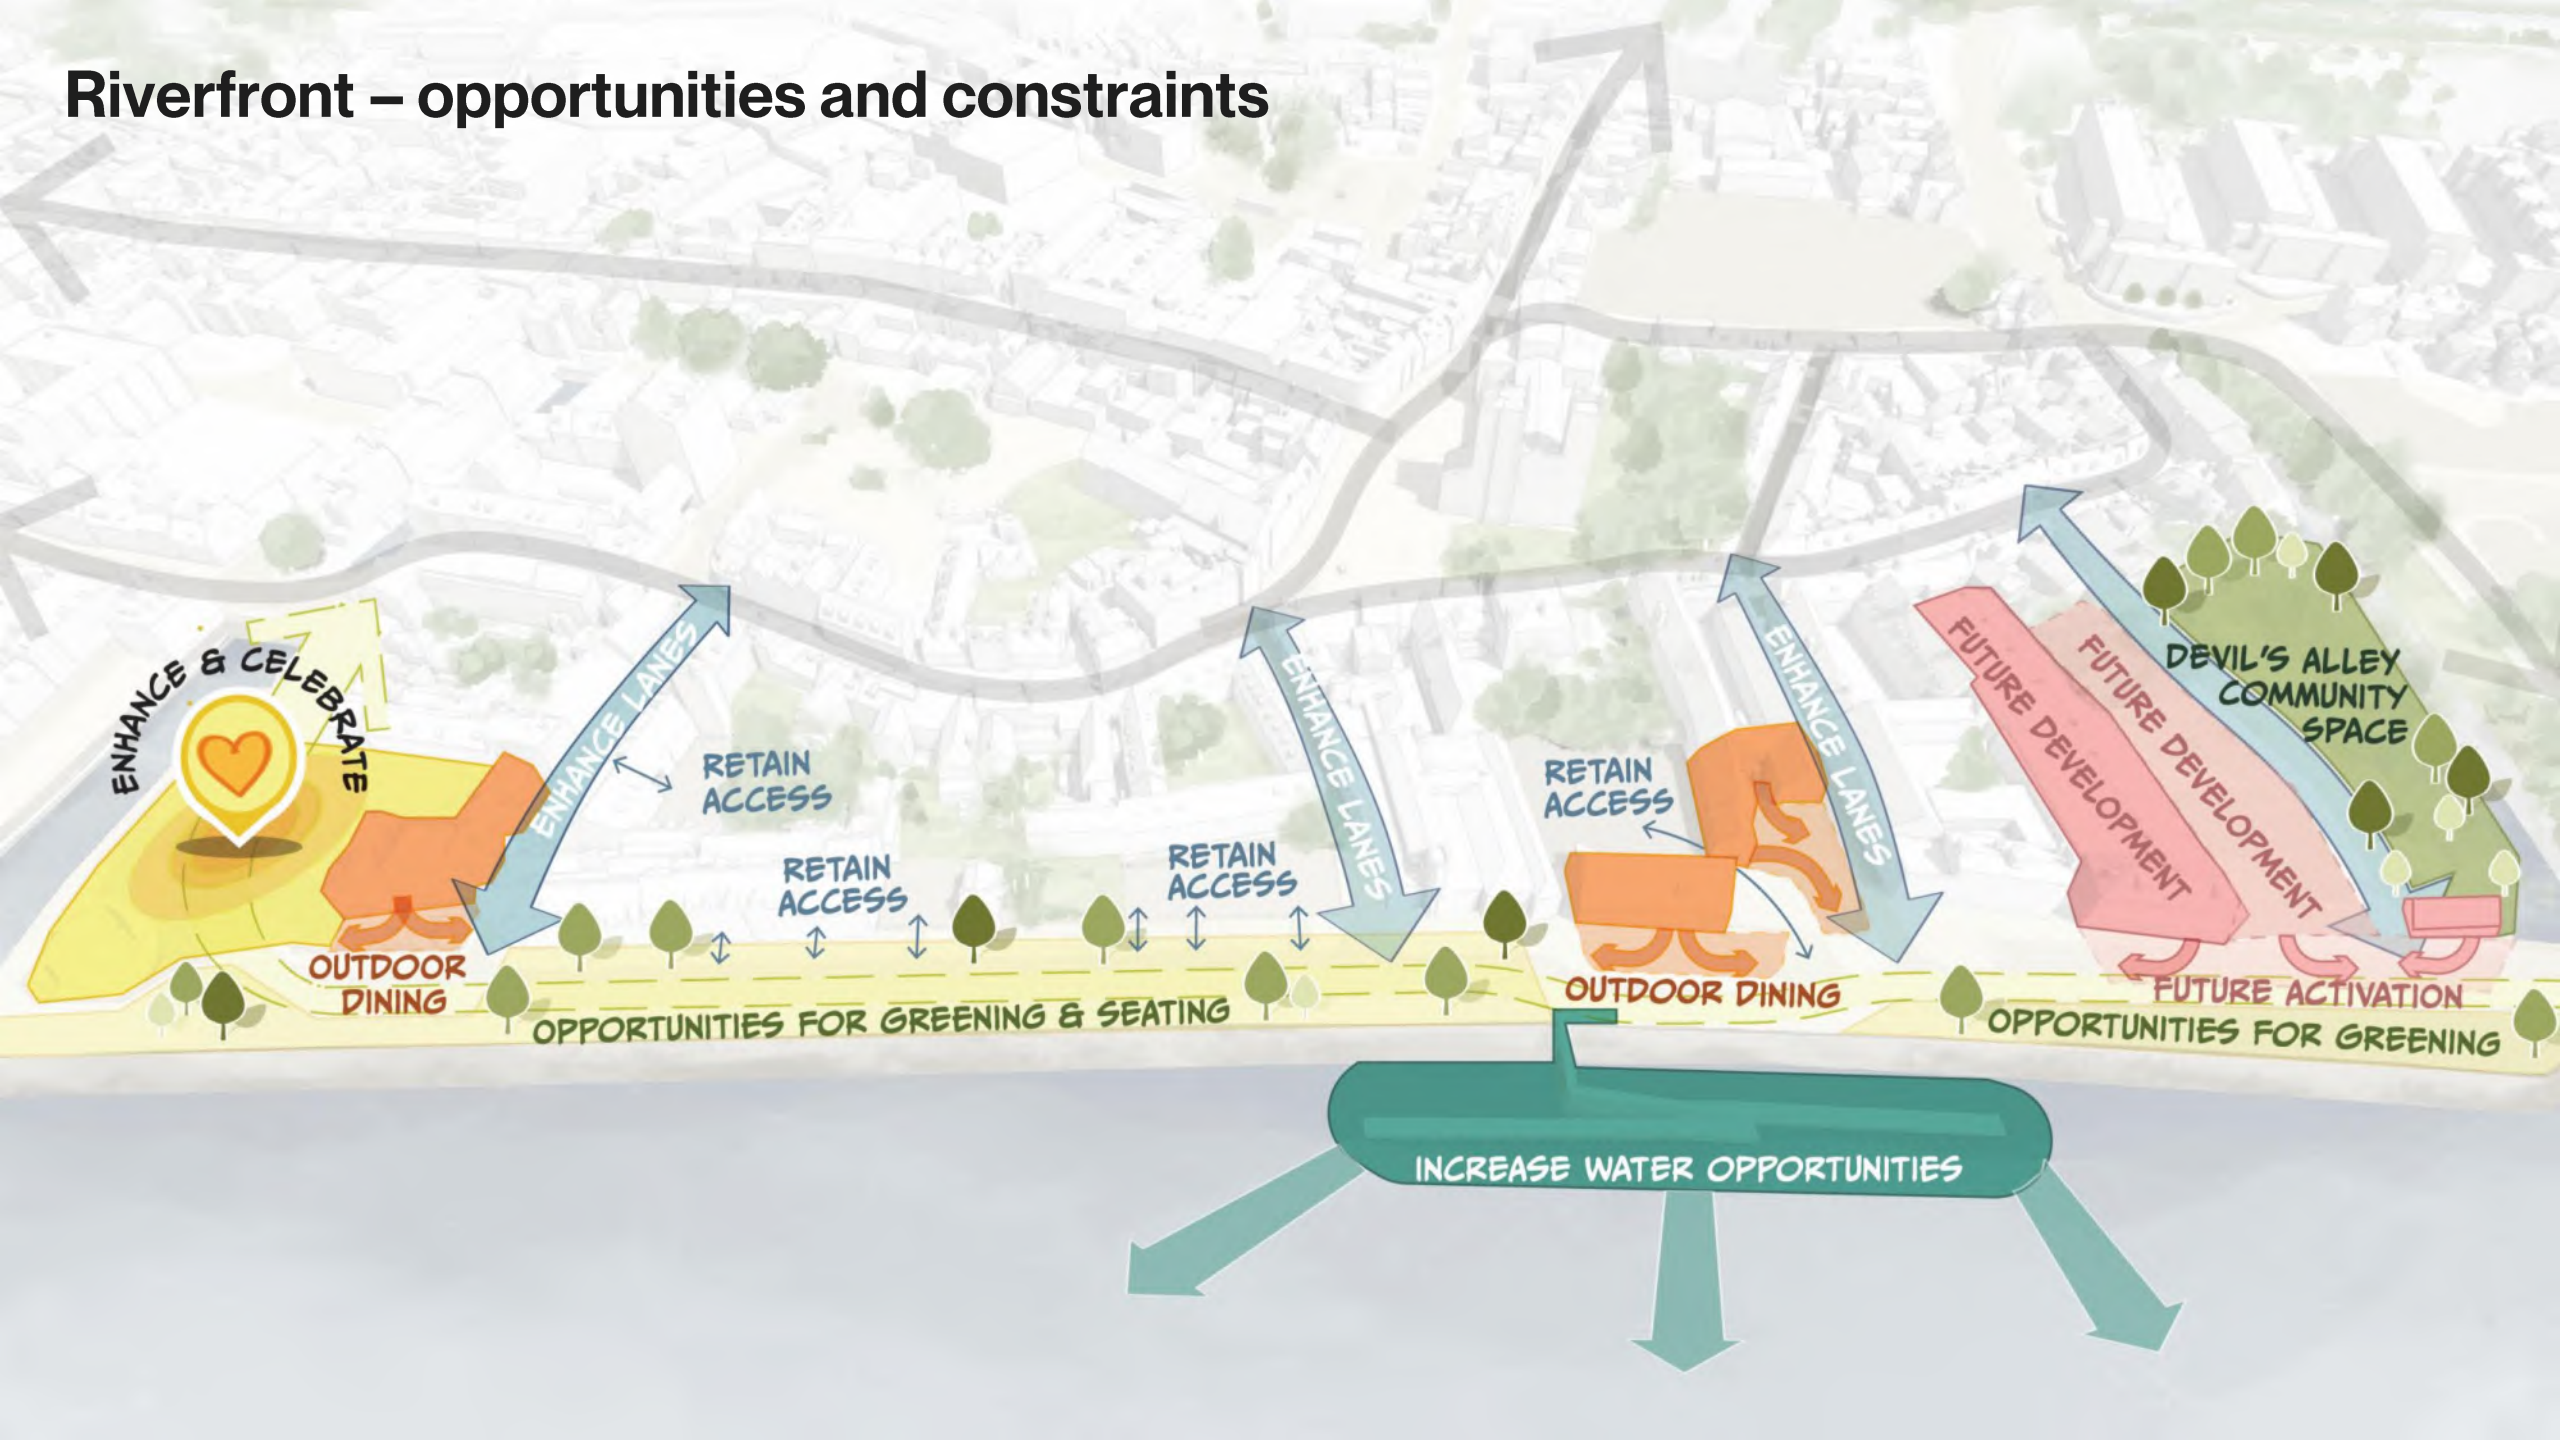 Riverfront – opportunities and constraints
ENHANCE & CELEBRATE
OUTDOOR
DINING
ENHANCE LANES
RETAIN
ACCESS
RETAIN
ACCESS
RETAIN
ACCESS
ENHANCE LANES
OPPORTUNITIES FOR GREENING & SEATING
RETAIN
ACCESS
ENHANCE LANES
OUTDOOR DINING
FUTURE DEVELOPMENT
FUTURE DEVELOPMENT
DEVIL'S ALLEY
COMMUNITY
SPACE
FUTURE ACTIVATION
OPPORTUNITIES FOR GREENING
INCREASE WATER OPPORTUNITIES